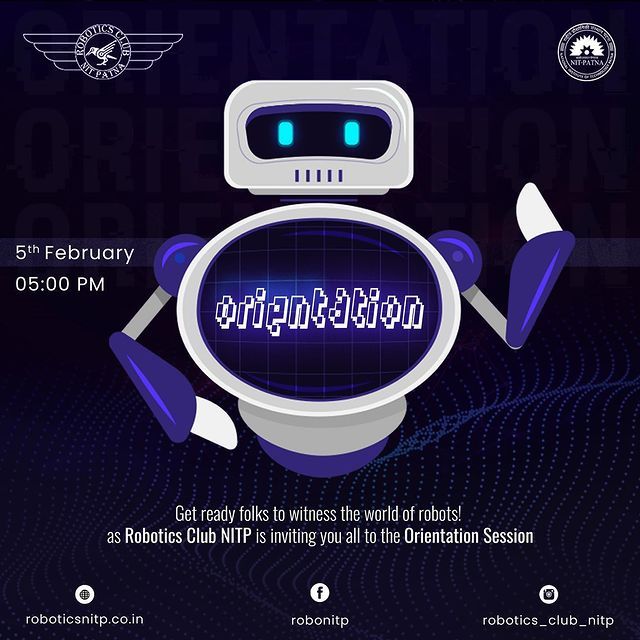 ORIENTATION
ROBOTICS CLUB
NIT PATNA
NIT-PATNA
ORIENTATION
ORIENTATION
5th February
05:00 PM
orientation
Get ready folks to witness the world of robots!
as Robotics Club NITP is inviting you all to the Orientation Session
roboticsnitp.co.in
robonitp
robotics_club_nitp